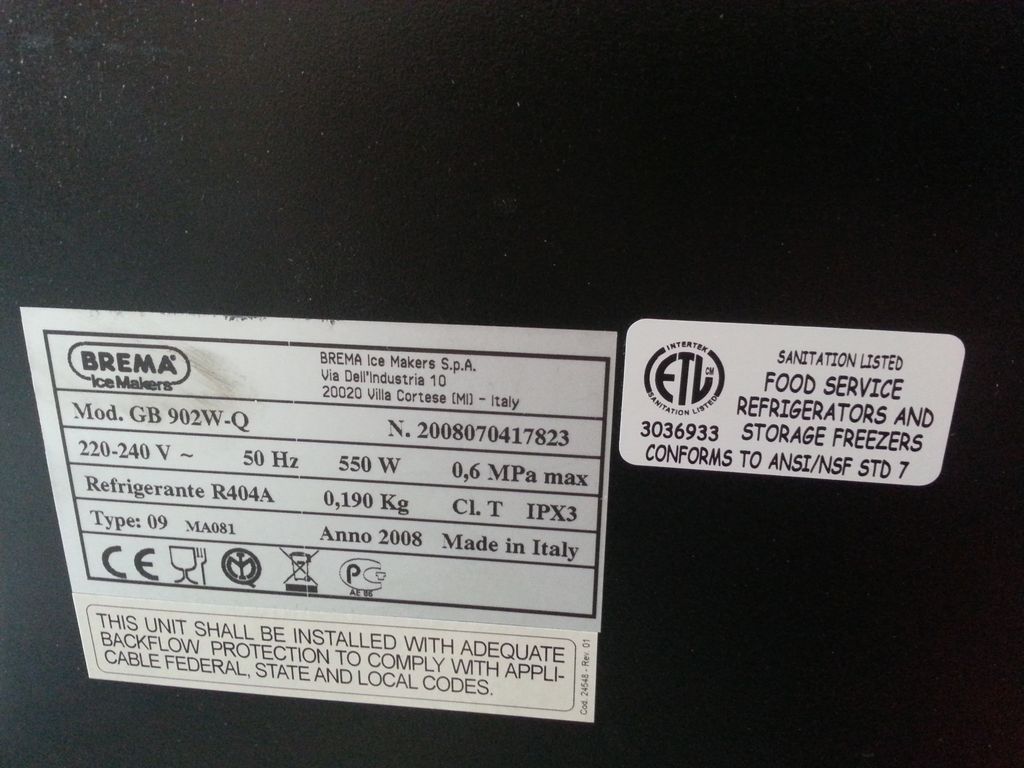 BREMA®
Ice Makers
BREMA Ice Makers S.p.A.
Via Dell'Industria 10
20020 Villa Cortese (MI) - Italy
Mod. GB 902W-Q
N. 2008070417823
220-240 V ~ 50 Hz 550 W 0,6 MPa max
Refrigerante R404A 0,190 Kg Cl. T IPX3
Type: 09 MA081 Anno 2008 Made in Italy
CE
PC
AE 86
THIS UNIT SHALL BE INSTALLED WITH ADEQUATE
BACKFLOW PROTECTION TO COMPLY WITH APPLI-
CABLE FEDERAL, STATE AND LOCAL CODES.
Cod. 24548 - Rev. 01
INTERTEK
ETL CM
SANITATION LISTED
3036933
SANITATION LISTED
FOOD SERVICE
REFRIGERATORS AND
STORAGE FREEZERS
CONFORMS TO ANSI/NSF STD 7